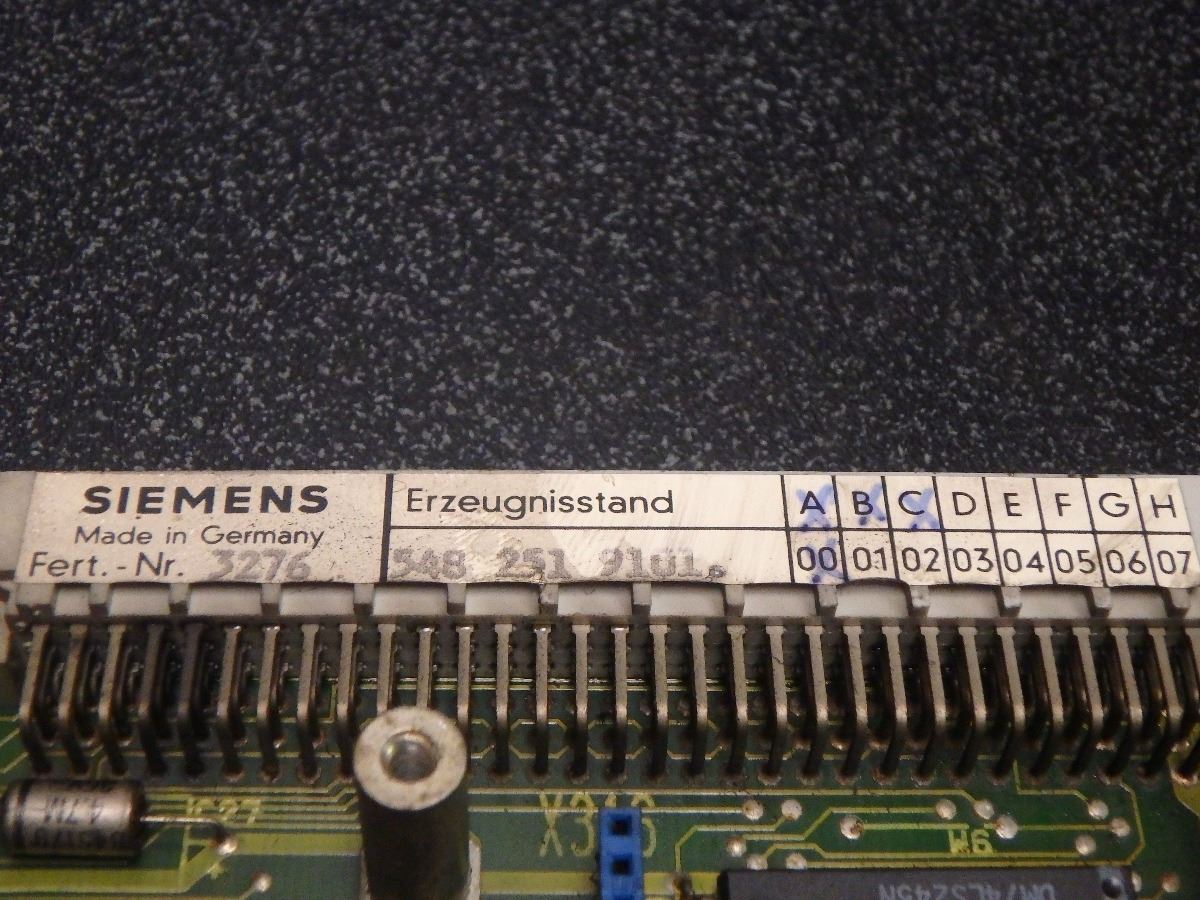 SIEMENS
Made in Germany
Fert.-Nr. 3276
Erzeugnisstand A B C D E F G H
548 251 9101. 00 01 02 03 04 05 06 07
X316
W6
DM74LS245N